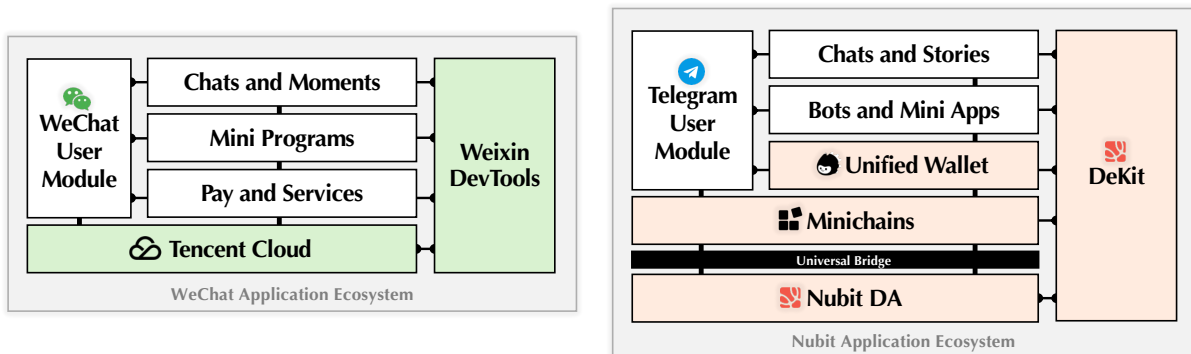 WeChat
User
Module
Chats and Moments
Mini Programs
Pay and Services
Weixin
DevTools
Tencent Cloud
WeChat Application Ecosystem
Telegram
User
Module
Chats and Stories
Bots and Mini Apps
Unified Wallet
DeKit
Minichains
Universal Bridge
Nubit DA
Nubit Application Ecosystem